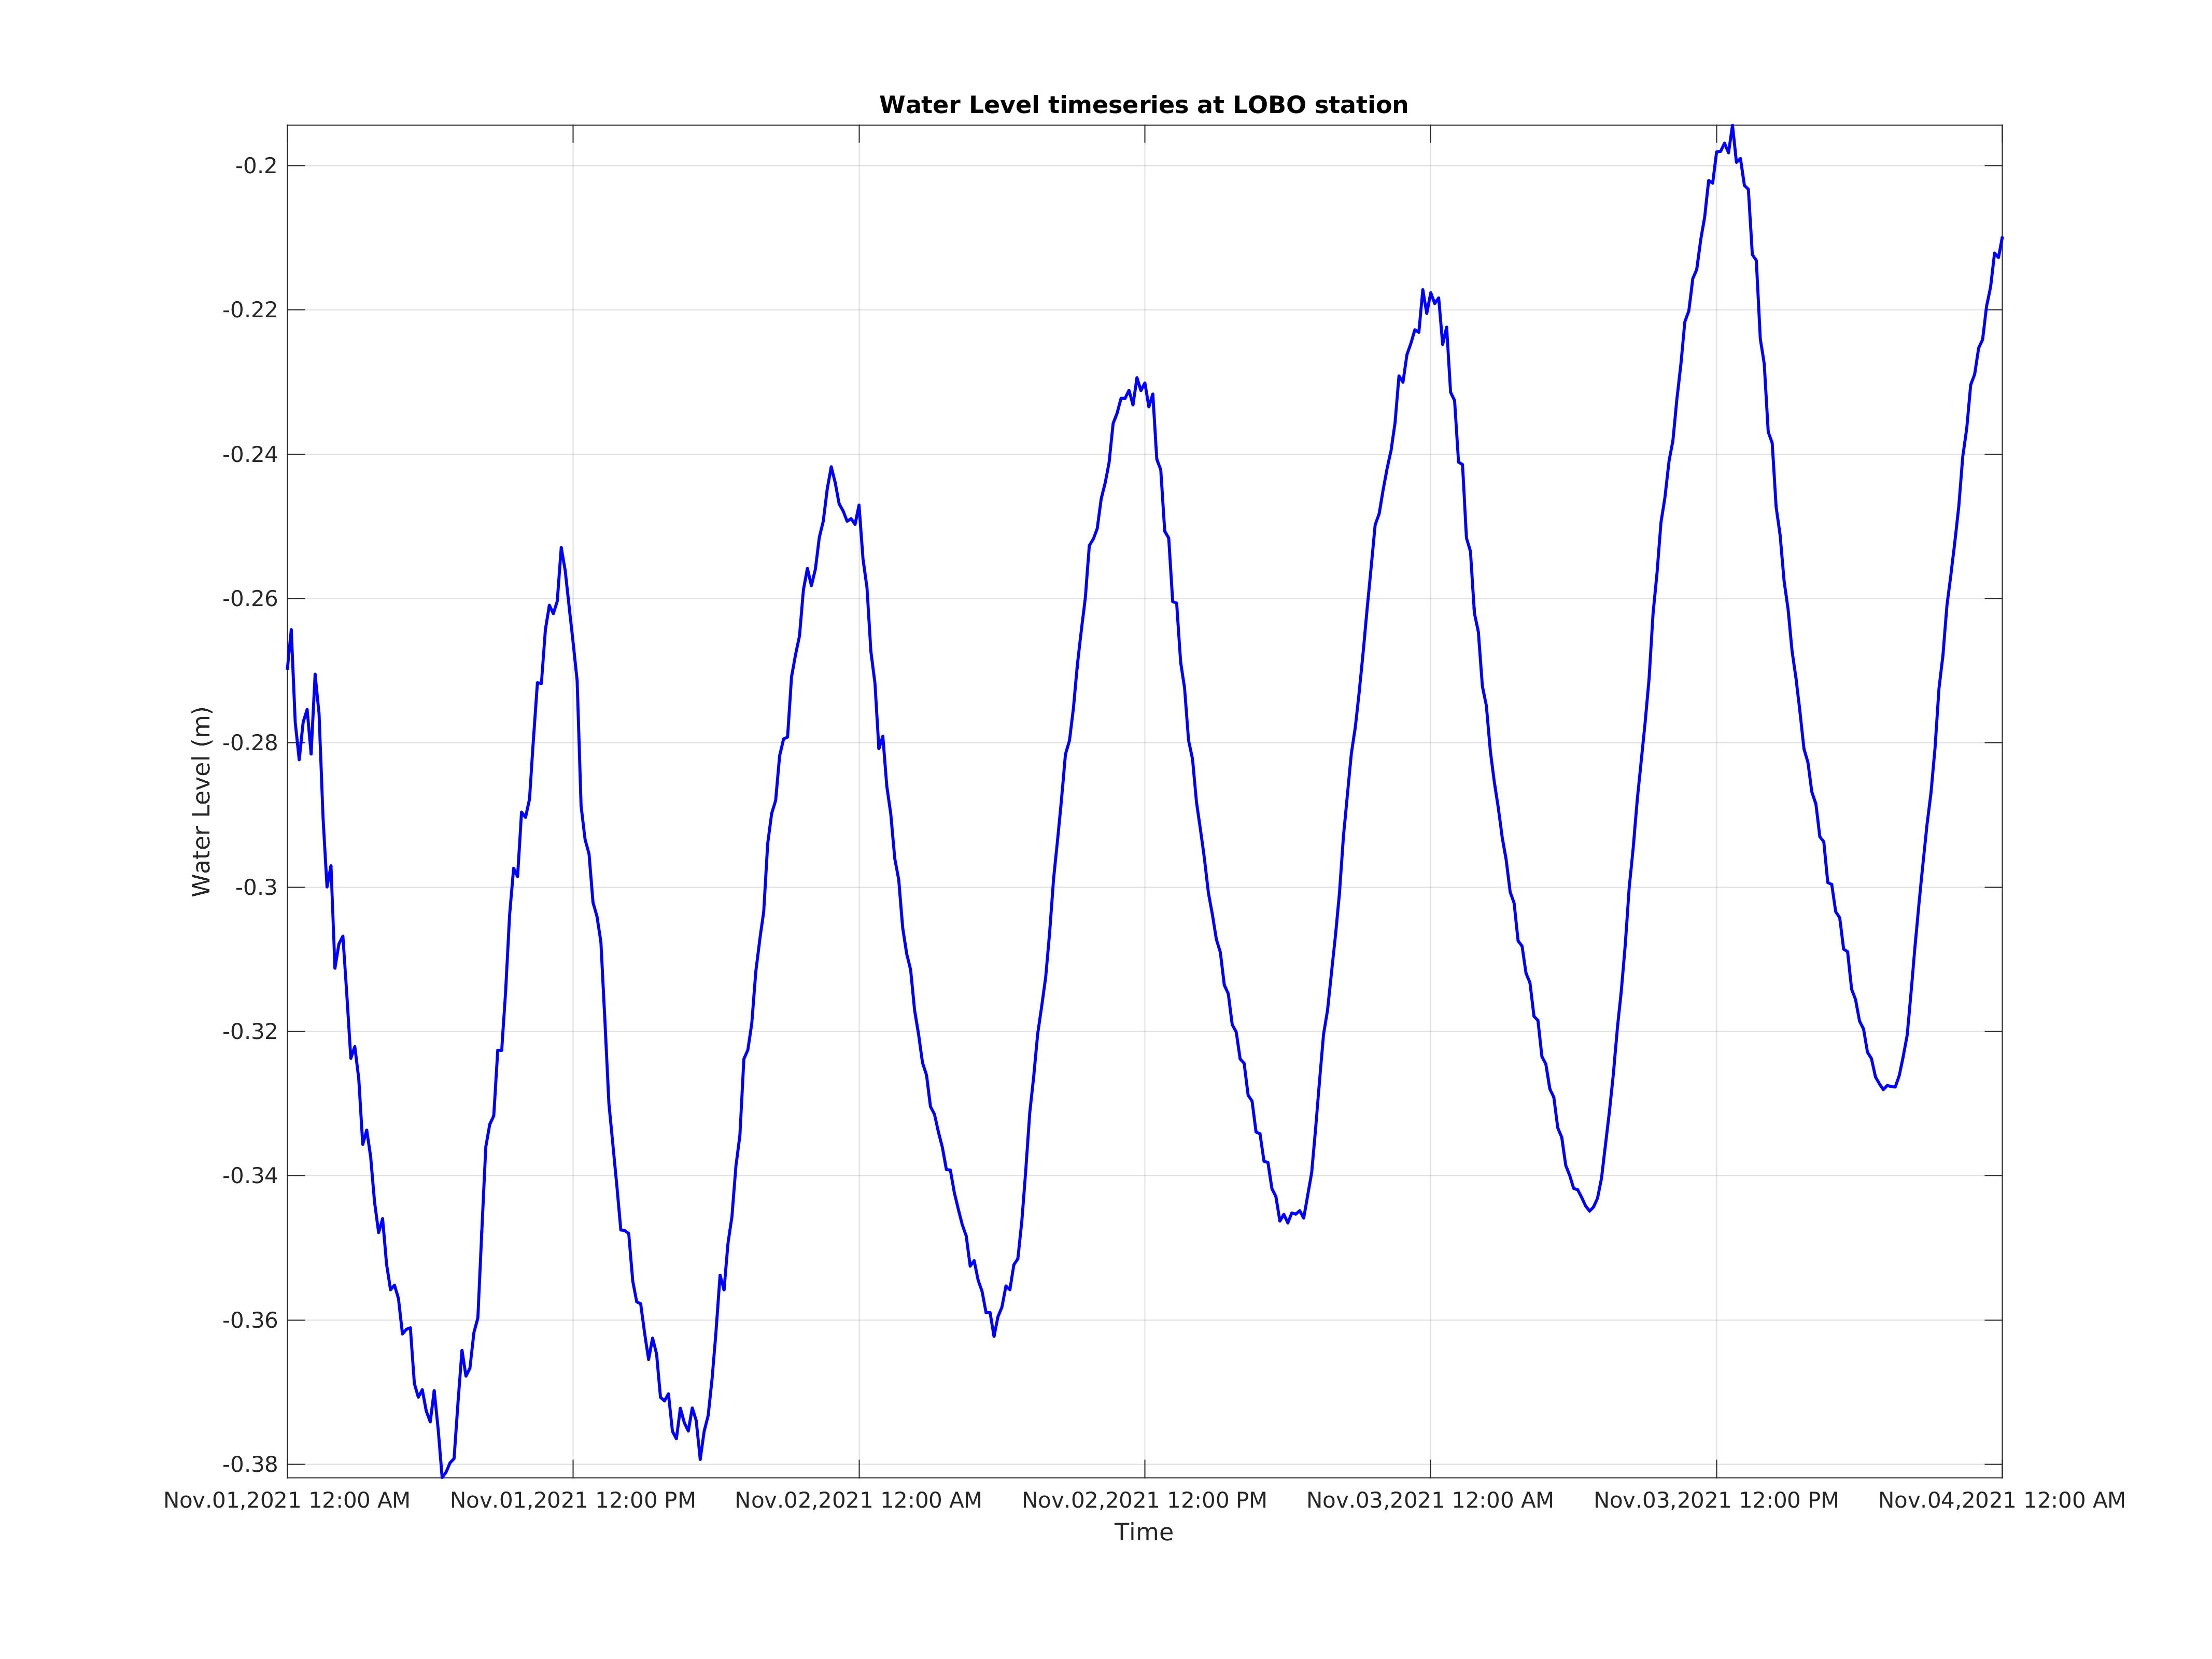 Water Level timeseries at LOBO station
-0.2
-0.22
-0.24
-0.26
-0.28
-0.3
-0.32
-0.34
-0.36
-0.38
Water Level (m)
Nov.01,2021 12:00 AM Nov.01,2021 12:00 PM Nov.02,2021 12:00 AM Nov.02,2021 12:00 PM Nov.03,2021 12:00 AM Nov.03,2021 12:00 PM Nov.04,2021 12:00 AM
Time